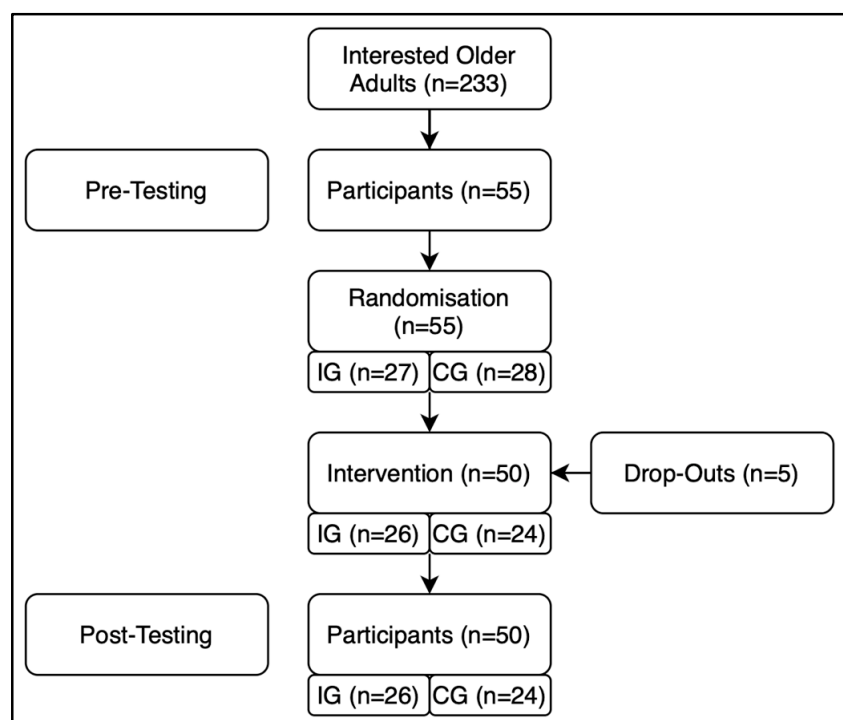 Interested Older
Adults (n=233)
Pre-Testing
Participants (n=55)
Randomisation
(n=55)
IG (n=27)
CG (n=28)
Intervention (n=50)
Drop-Outs (n=5)
IG (n=26)
CG (n=24)
Post-Testing
Participants (n=50)
IG (n=26)
CG (n=24)